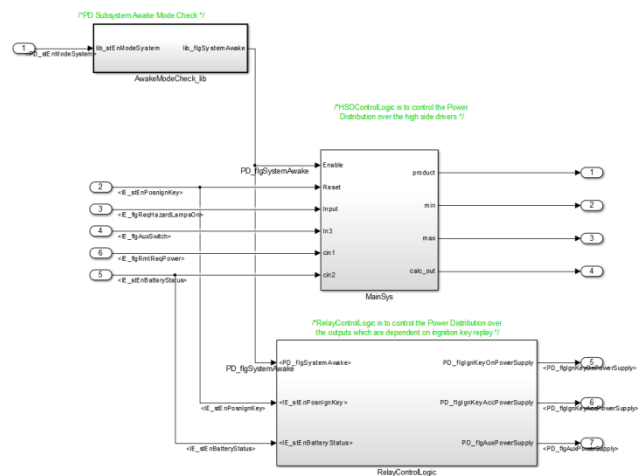 /*PD Subsystem Awake Mode Check */
1
<PD_stEnModeSystem>
lib_stEnModeSystem
lib_flgSystemAwake
AwakeModeCheck_lib
/*HSDControlLogic is to control the Power
Distribution over the high side drivers */
PD_flgSystemAwake
Enable
product
1
2
<IE_stEnPosnIgnKey>
Reset
min
2
3
<IE_flgReqHazardLampsOn>
Input
max
3
4
<IE_flgAuxSwitch>
In3
calc_out
4
6
<IE_flgRmtReqPower>
cin1
5
<IE_stEnBatteryStatus>
cin2
MainSys
/*RelayControlLogic is to control the Power Distribution over
the outputs which are dependent on ingnition key replay */
PD_flgSystemAwake
<PD_flgSystemAwake>
PD_flgIgnKeyOnPowerSupply
5
<PD_flgIgnKeyOnPowerSupply>
<IE_stEnPosnIgnKey>
<IE_stEnPosnIgnKey>
PD_flgIgnKeyAccPowerSupply
6
<PD_flgIgnKeyAccPowerSupply>
<IE_stEnBatteryStatus>
<IE_stEnBatteryStatus>
PD_flgAuxPowerSupply
7
<PD_flgAuxPowerSupply>
RelayControlLogic